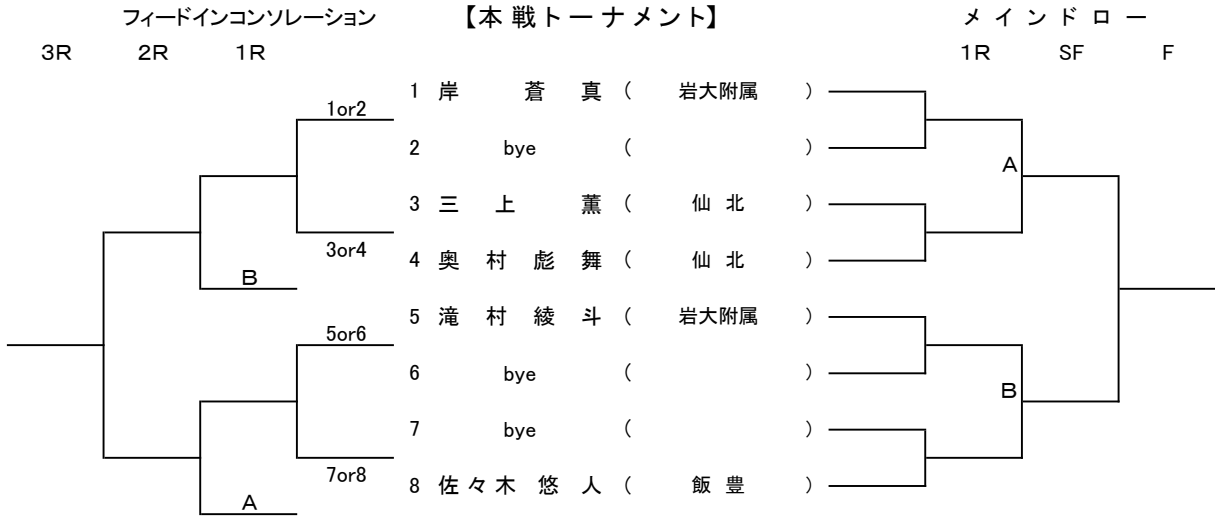 フィードインコンソレーション 【本 戦 ト ー ナ メ ン ト】 メ イ ン ド ロ ー
3R 2R 1R 1R SF F
1 岸 蒼 真 ( 岩大附属 )
1or2
2 bye ( )
A
3 三 上 薫 ( 仙 北 )
3or4
4 奥 村 彪 舞 ( 仙 北 )
B
5 滝 村 綾 斗 ( 岩大附属 )
5or6
6 bye ( )
B
7 bye ( )
7or8
8 佐 々 木 悠 人 ( 飯 豊 )
A